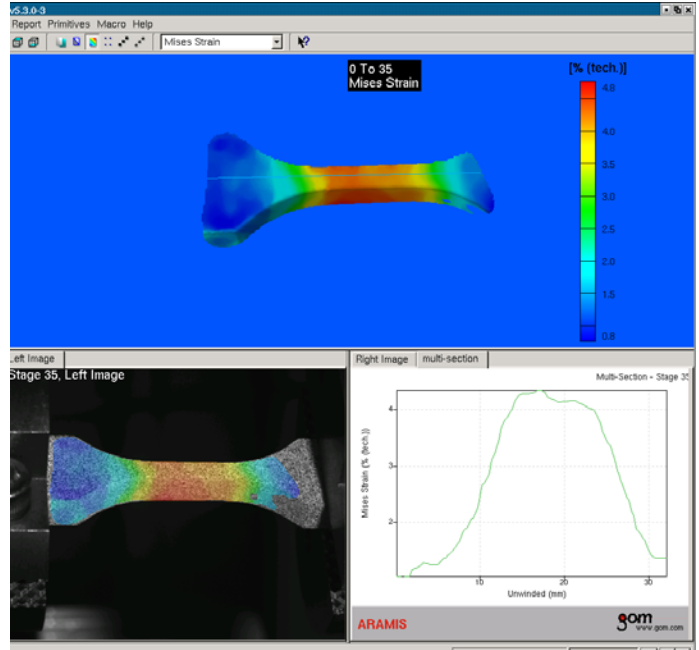 v5.3.0-3
Report Primitives Macro Help
Mises Strain
0 To 35
Mises Strain
[% (tech.)]
4.8
4.0
3.5
3.0
2.5
2.0
1.5
0.8
Left Image
Stage 35, Left Image
Right Image
multi-section
Multi-Section - Stage 35
Mises Strain (% (tech.))
4
3
2
10
20
30
Unwinded (mm)
ARAMIS
gom
www.gom.com